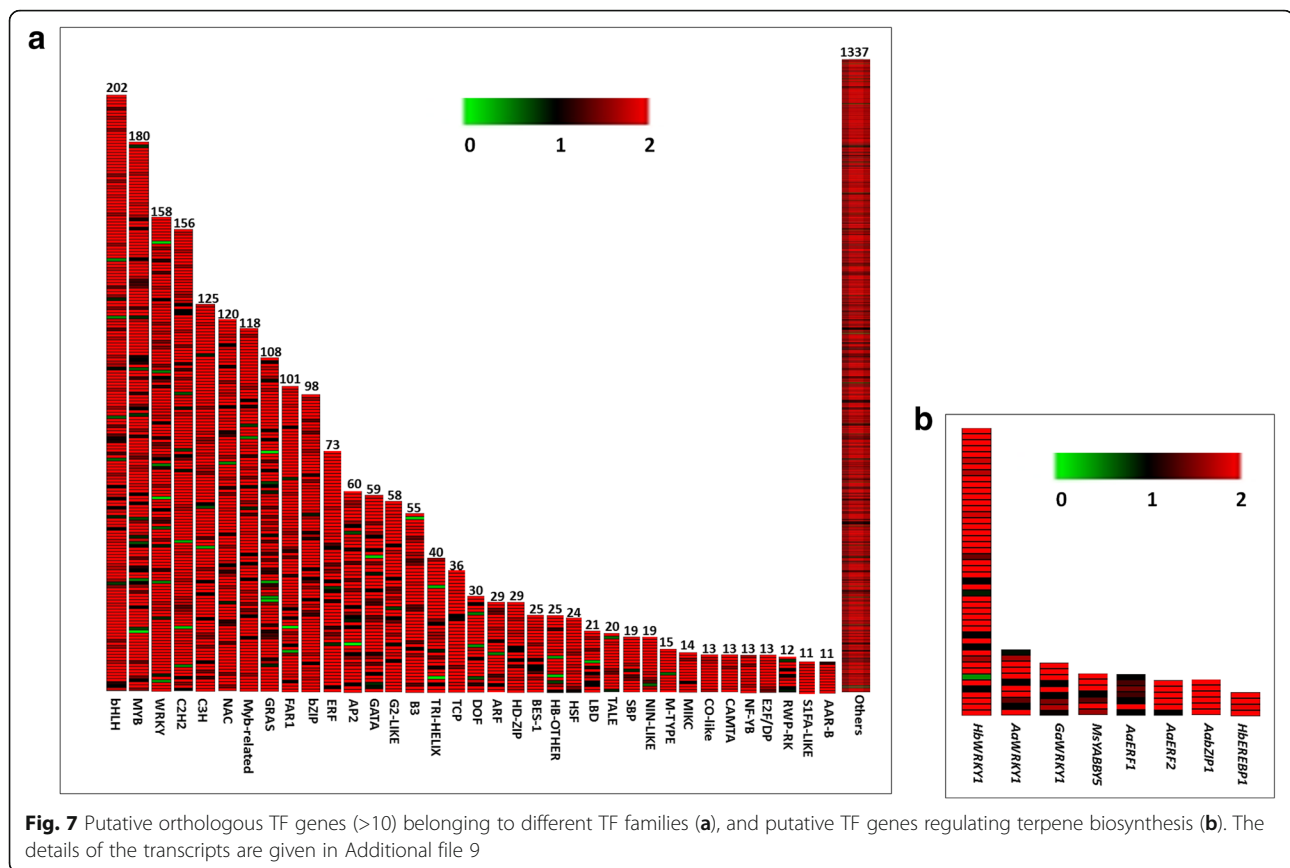 a
1337
202
0 1 2
180
158
156
125
120
118
108
101
98
73
60
59
58
55
40
36
30
29
29
25
25
24
21
20
19
19
15
14
13
13
13
13
12
11
11
bHLH
MYB
WRKY
C2H2
C3H
NAC
Myb-related
GRAS
FAR1
bZIP
ERF
AP2
GATA
G2-LIKE
B3
TRI-HELIX
TCP
DOF
ARF
HD-ZIP
BES-1
HB-OTHER
HSF
LBD
TALE
SBP
NIN-LIKE
M-TYPE
MIKC
CO-like
CAMTA
NF-YB
E2F/DP
RWP-RK
S1FA-LIKE
AAR-B
Others
b
0 1 2
HbWRKY1
AaWRKY1
GaWRKY1
MsYABBY5
AaERF1
AaERF2
AabZIP1
HbEREBP1
Fig. 7 Putative orthologous TF genes (>10) belonging to different TF families (a), and putative TF genes regulating terpene biosynthesis (b). The
details of the transcripts are given in Additional file 9